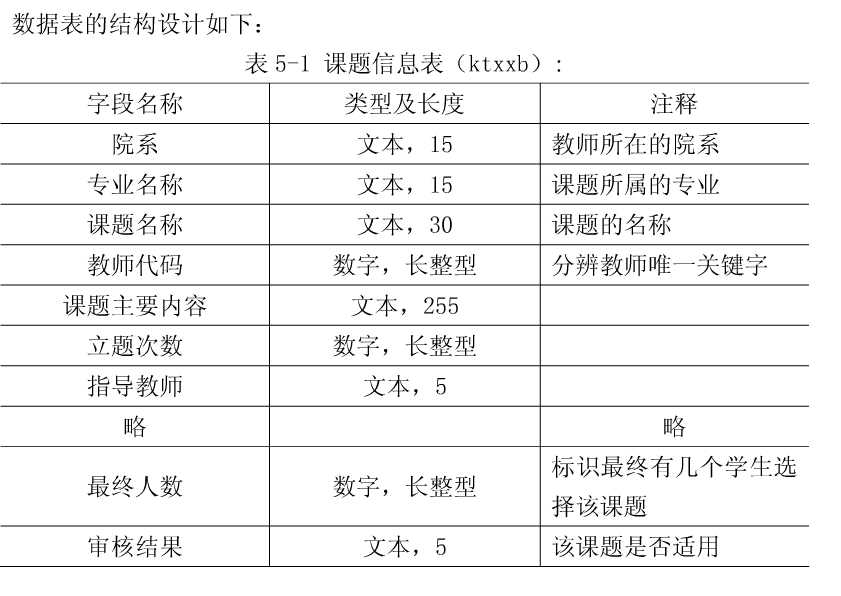 数据表的结构设计如下：
表 5-1 课题信息表（ktxxb）:
字段名称 类型及长度 注释
院系 文本，15 教师所在的院系
专业名称 文本，15 课题所属的专业
课题名称 文本，30 课题的名称
教师代码 数字，长整型 分辨教师唯一关键字
课题主要内容 文本，255
立题次数 数字，长整型
指导教师 文本，5
略 略
最终人数 数字，长整型 标识最终有几个学生选
择该课题
审核结果 文本，5 该课题是否适用